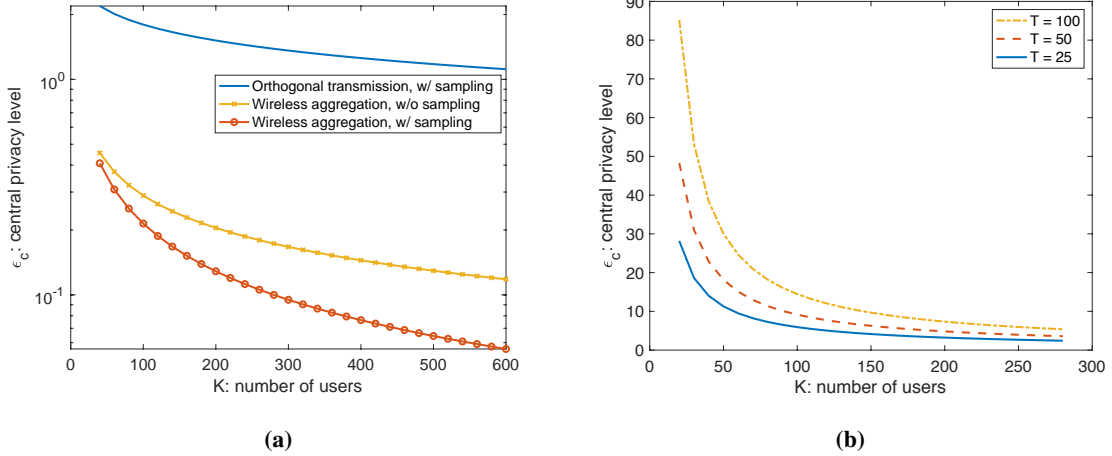 10^0
10^-1
ϵ_c: central privacy level
Orthogonal transmission, w/ sampling
Wireless aggregation, w/o sampling
Wireless aggregation, w/ sampling
0 100 200 300 400 500 600
K: number of users
(a)
90
80
70
60
50
40
30
20
10
0
ϵ_c: central privacy level
T = 100
T = 50
T = 25
0 50 100 150 200 250 300
K: number of users
(b)